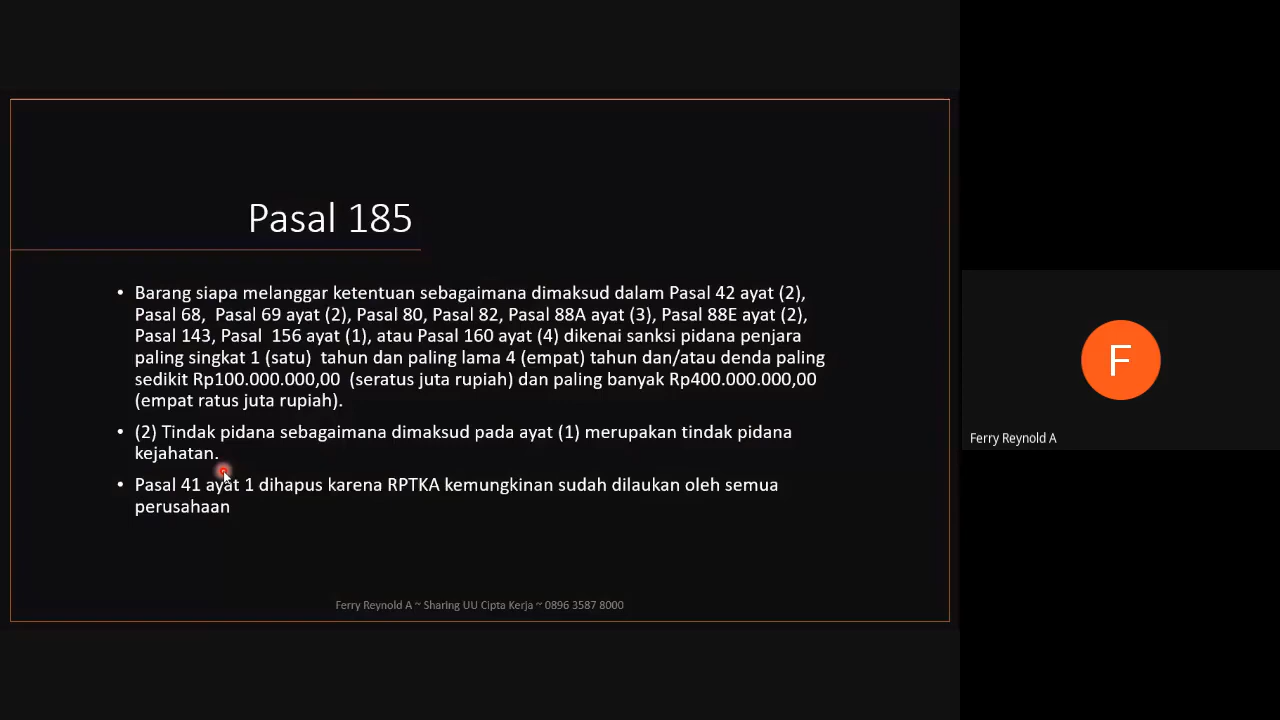 Pasal 185
• Barang siapa melanggar ketentuan sebagaimana dimaksud dalam Pasal 42 ayat (2),
Pasal 68, Pasal 69 ayat (2), Pasal 80, Pasal 82, Pasal 88A ayat (3), Pasal 88E ayat (2),
Pasal 143, Pasal 156 ayat (1), atau Pasal 160 ayat (4) dikenai sanksi pidana penjara
paling singkat 1 (satu) tahun dan paling lama 4 (empat) tahun dan/atau denda paling
sedikit Rp100.000.000,00 (seratus juta rupiah) dan paling banyak Rp400.000.000,00
(empat ratus juta rupiah).
• (2) Tindak pidana sebagaimana dimaksud pada ayat (1) merupakan tindak pidana
kejahatan.
• Pasal 41 ayat 1 dihapus karena RPTKA kemungkinan sudah dilaukan oleh semua
perusahaan
Ferry Reynold A ~ Sharing UU Cipta Kerja ~ 0896 3587 8000
F
Ferry Reynold A